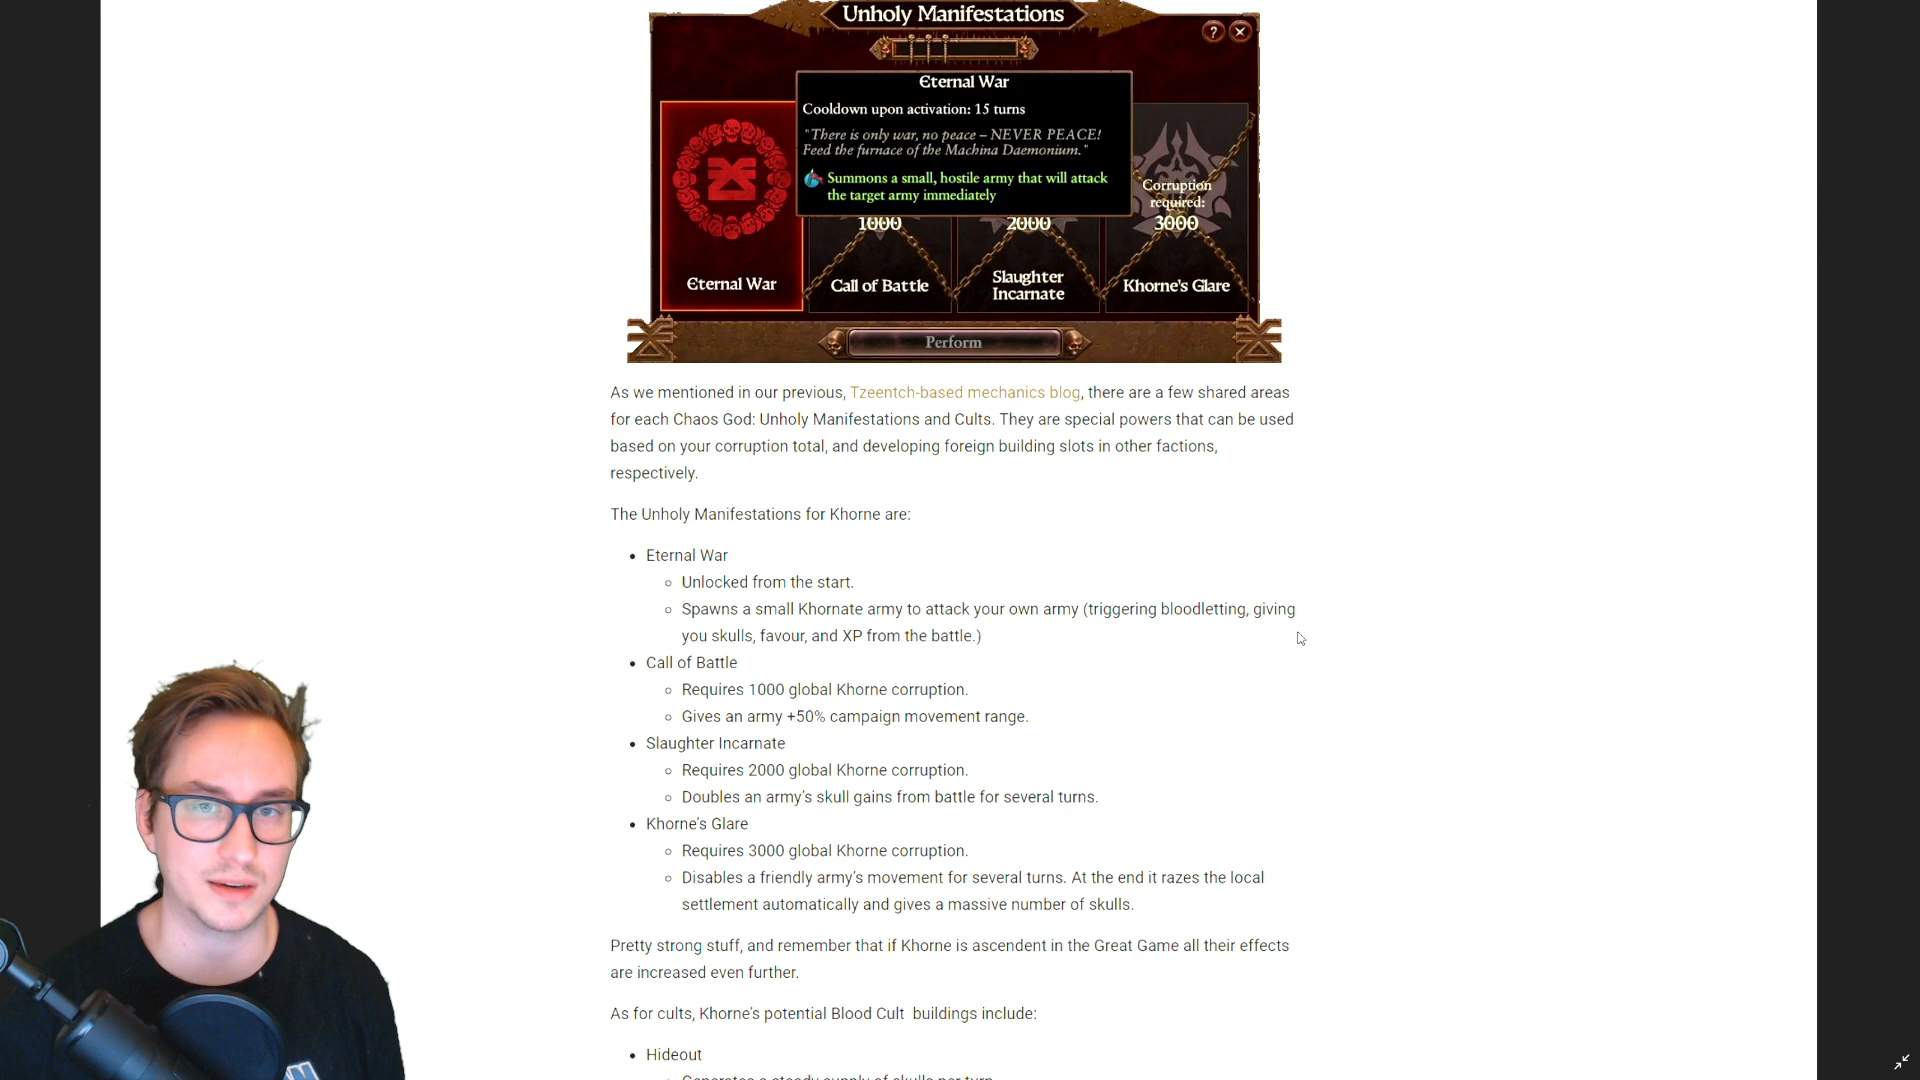 Unholy Manifestations
?
Eternal War
Cooldown upon activation: 15 turns
"There is only war, no peace – NEVER PEACE!
Feed the furnace of the Machina Daemonium."
Summons a small, hostile army that will attack
the target army immediately
Corruption
required:
1000
2000
3000
Eternal War
Call of Battle
Slaughter
Incarnate
Khorne's Glare
Perform
As we mentioned in our previous, Tzeentch-based mechanics blog, there are a few shared areas
for each Chaos God: Unholy Manifestations and Cults. They are special powers that can be used
based on your corruption total, and developing foreign building slots in other factions,
respectively.
The Unholy Manifestations for Khorne are:
• Eternal War
○ Unlocked from the start.
○ Spawns a small Khornate army to attack your own army (triggering bloodletting, giving
you skulls, favour, and XP from the battle.)
• Call of Battle
○ Requires 1000 global Khorne corruption.
○ Gives an army +50% campaign movement range.
• Slaughter Incarnate
○ Requires 2000 global Khorne corruption.
○ Doubles an army's skull gains from battle for several turns.
• Khorne's Glare
○ Requires 3000 global Khorne corruption.
○ Disables a friendly army's movement for several turns. At the end it razes the local
settlement automatically and gives a massive number of skulls.
Pretty strong stuff, and remember that if Khorne is ascendent in the Great Game all their effects
are increased even further.
As for cults, Khorne's potential Blood Cult buildings include:
• Hideout